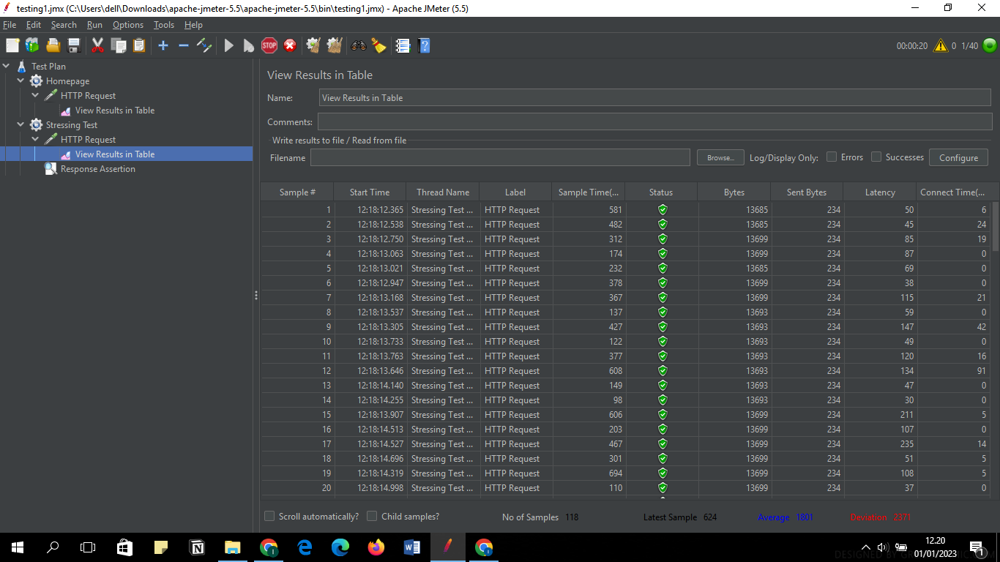 testing1.jmx (C:\Users\dell\Downloads\apache-jmeter-5.5\apache-jmeter-5.5\bin\testing1.jmx) - Apache JMeter (5.5)
File Edit Search Run Options Tools Help
STOP 00:00:20 0 1/40
Test Plan
Homepage
HTTP Request
View Results in Table
Stressing Test
HTTP Request
View Results in Table
Response Assertion
View Results in Table
Name: View Results in Table
Comments:
Write results to file / Read from file
Filename Browse... Log/Display Only: Errors Successes Configure
Sample # Start Time Thread Name Label Sample Time(... Status Bytes Sent Bytes Latency Connect Time(...
1 12:18:12.365 Stressing Test ... HTTP Request 581 13685 234 50 6
2 12:18:12.538 Stressing Test ... HTTP Request 482 13685 234 45 24
3 12:18:12.750 Stressing Test ... HTTP Request 312 13699 234 85 19
4 12:18:13.063 Stressing Test ... HTTP Request 174 13699 234 87 0
5 12:18:13.021 Stressing Test ... HTTP Request 232 13685 234 69 0
6 12:18:12.947 Stressing Test ... HTTP Request 378 13699 234 38 0
7 12:18:13.168 Stressing Test ... HTTP Request 367 13699 234 115 21
8 12:18:13.537 Stressing Test ... HTTP Request 137 13693 234 59 0
9 12:18:13.305 Stressing Test ... HTTP Request 427 13693 234 147 42
10 12:18:13.733 Stressing Test ... HTTP Request 122 13693 234 49 0
11 12:18:13.763 Stressing Test ... HTTP Request 377 13693 234 120 16
12 12:18:13.646 Stressing Test ... HTTP Request 608 13693 234 134 91
13 12:18:14.140 Stressing Test ... HTTP Request 149 13693 234 47 0
14 12:18:14.255 Stressing Test ... HTTP Request 98 13693 234 30 0
15 12:18:13.907 Stressing Test ... HTTP Request 606 13699 234 211 5
16 12:18:14.513 Stressing Test ... HTTP Request 203 13699 234 107 0
17 12:18:14.527 Stressing Test ... HTTP Request 467 13699 234 235 14
18 12:18:14.696 Stressing Test ... HTTP Request 301 13699 234 51 5
19 12:18:14.319 Stressing Test ... HTTP Request 694 13699 234 108 5
20 12:18:14.998 Stressing Test ... HTTP Request 110 13699 234 37 0
Scroll automatically? Child samples? No of Samples 118 Latest Sample 624 Average 1801 Deviation 2371
12.20
01/01/2023
1
DESIGNED BY